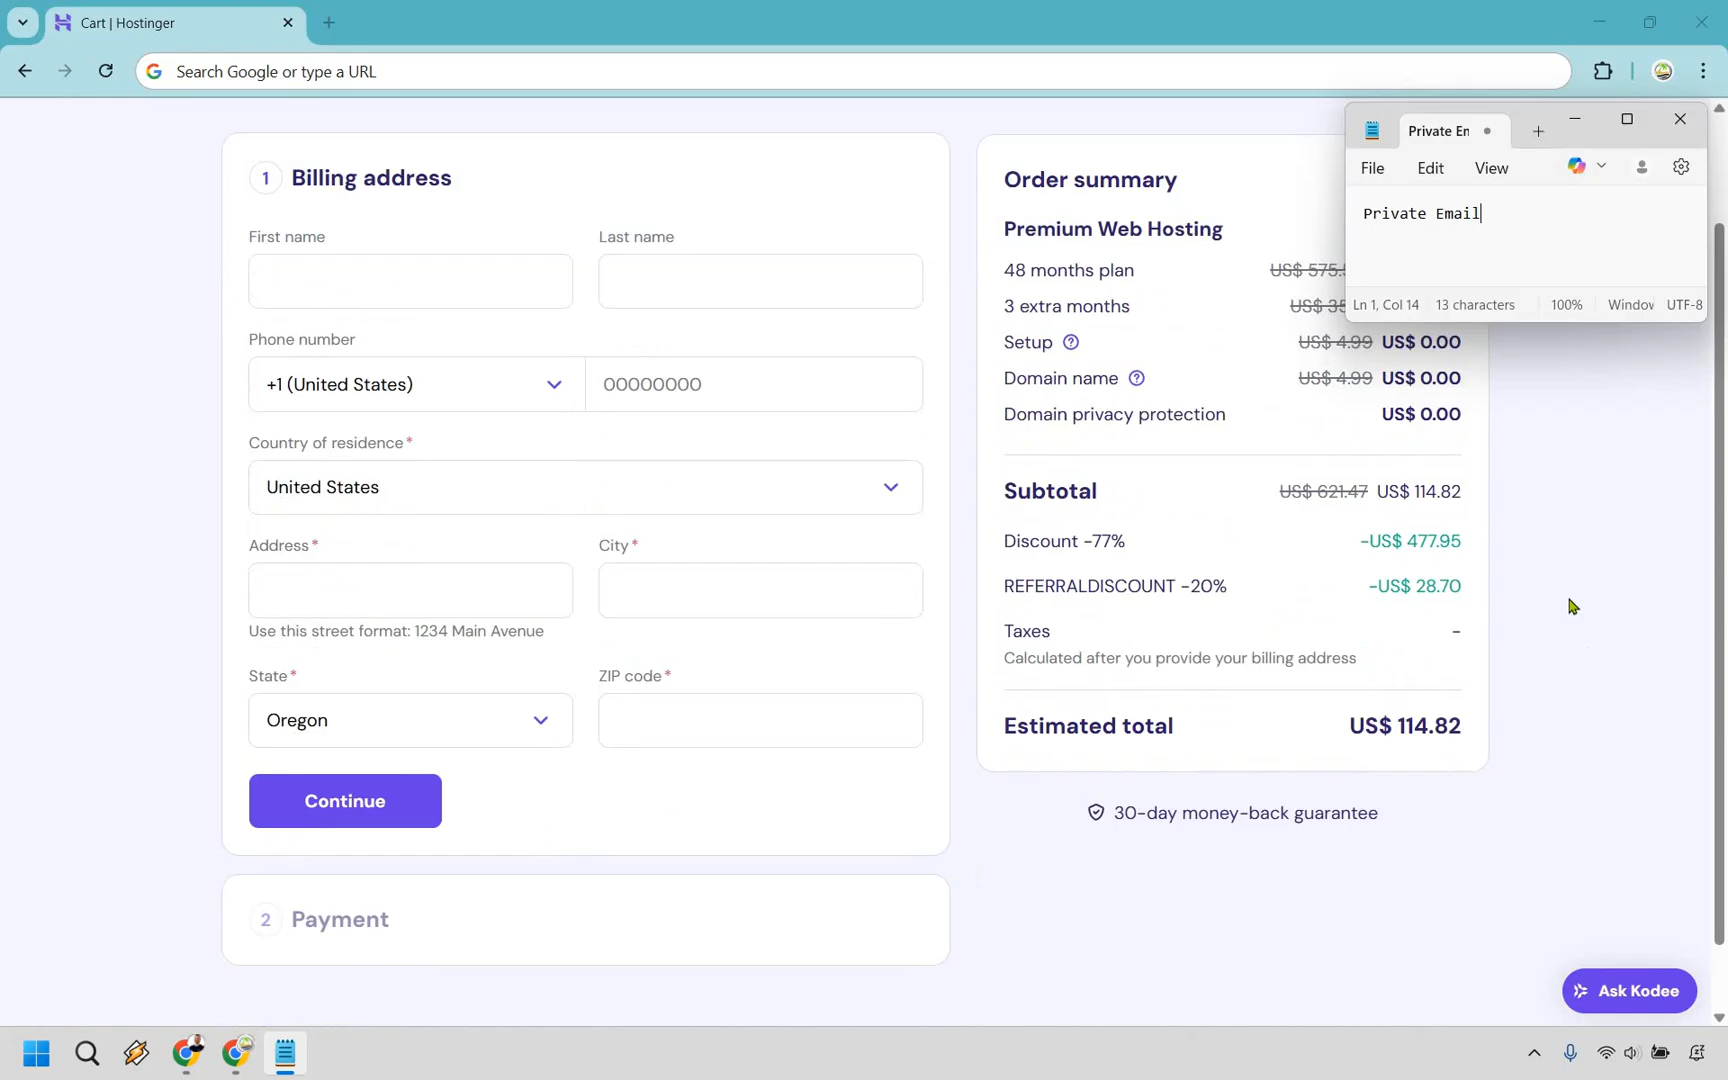 Cart | Hostinger
Search Google or type a URL
1 Billing address
First name
Last name
Phone number
+1 (United States)
00000000
Country of residence*
United States
Address*
City*
Use this street format: 1234 Main Avenue
State*
ZIP code*
Oregon
Continue
2 Payment
Order summary
Premium Web Hosting
48 months plan
3 extra months
Setup US$ 4.99 US$ 0.00
Domain name US$ 4.99 US$ 0.00
Domain privacy protection US$ 0.00
Subtotal US$ 621.47 US$ 114.82
Discount -77% -US$ 477.95
REFERRALDISCOUNT -20% -US$ 28.70
Taxes -
Calculated after you provide your billing address
Estimated total US$ 114.82
30-day money-back guarantee
Private
File Edit View
Private Email
Ln 1, Col 14 13 characters 100% UTF-8
Ask Kodee